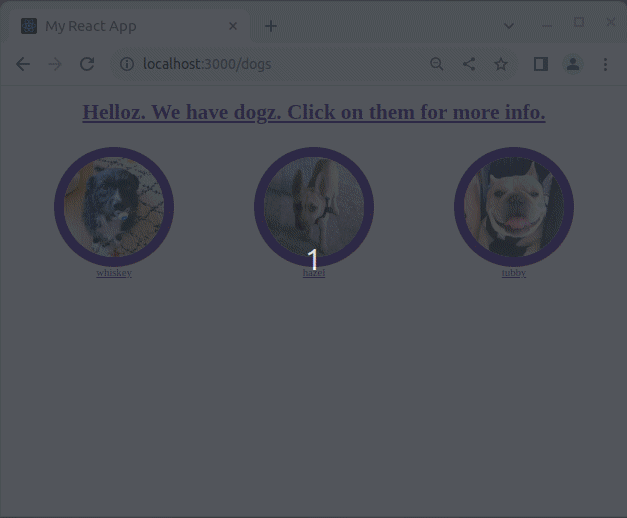 My React App
localhost:3000/dogs
Helloz. We have dogz. Click on them for more info.
1
whiskey
hazel
tubby